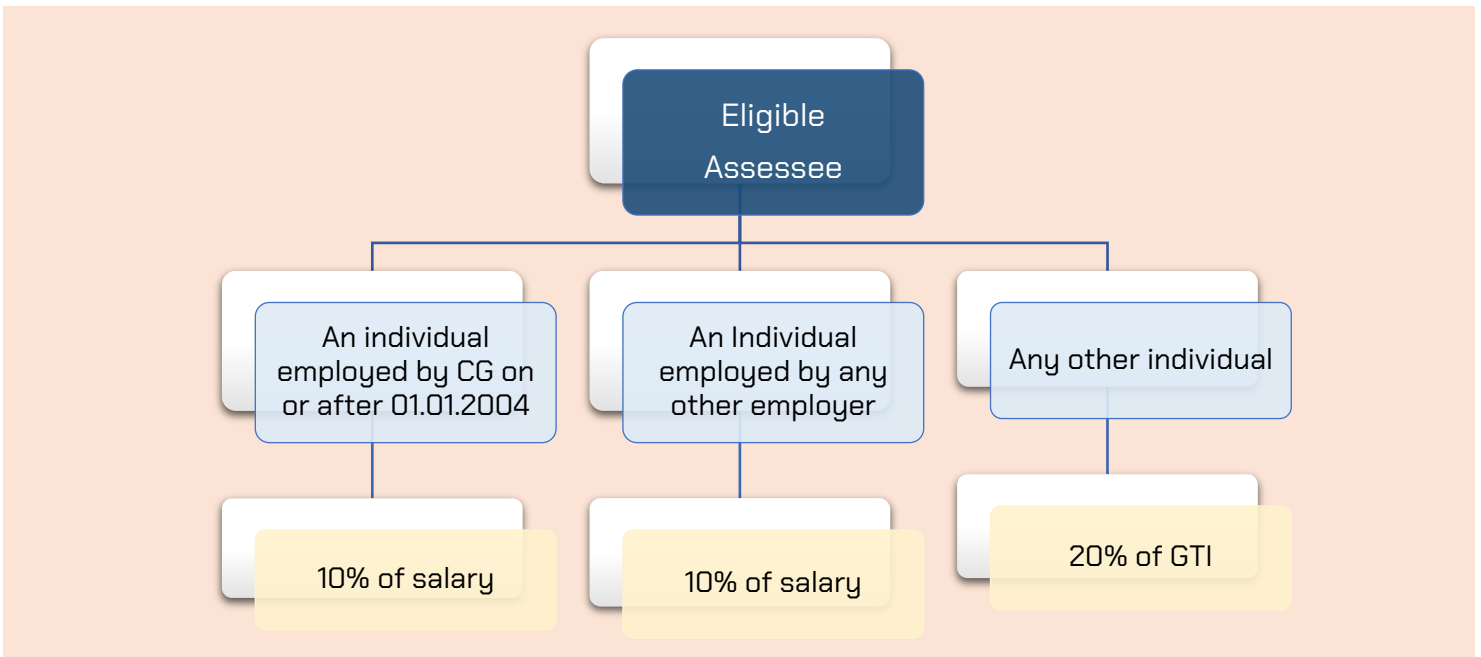 Eligible
Assessee
An individual
employed by CG on
or after 01.01.2004
An Individual
employed by any
other employer
Any other individual
10% of salary
10% of salary
20% of GTI